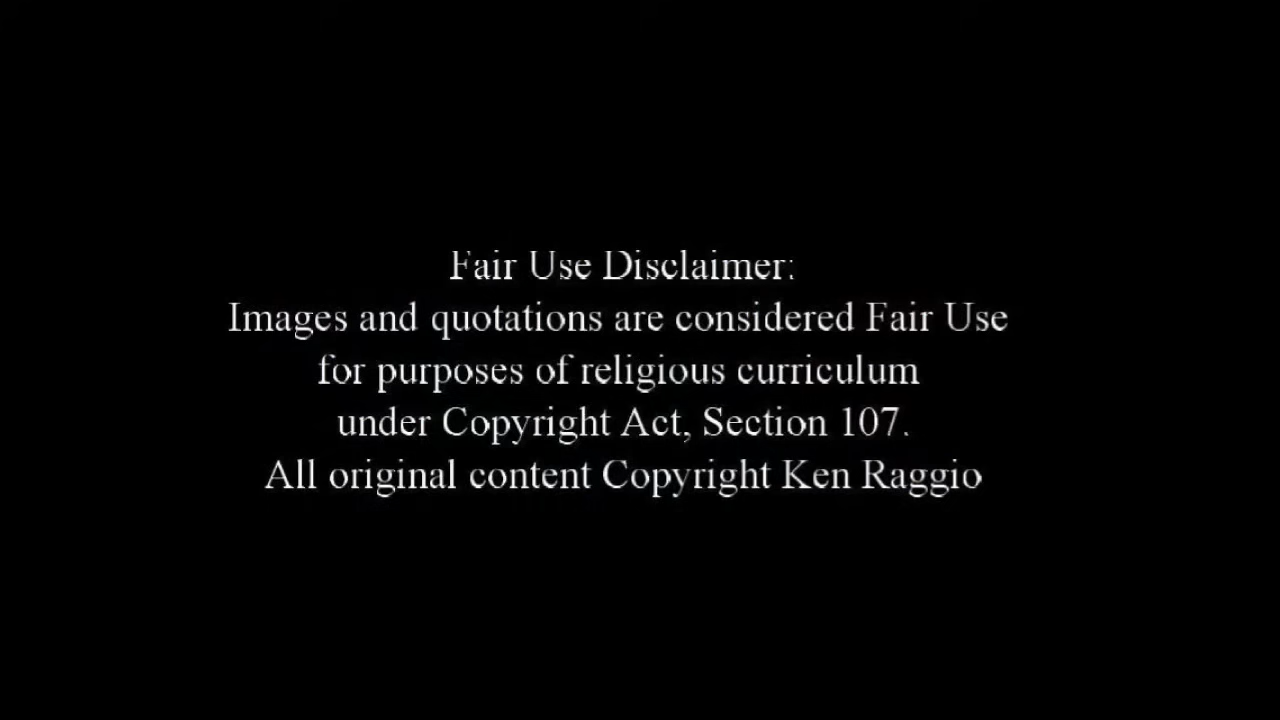 Fair Use Disclaimer:
Images and quotations are considered Fair Use
for purposes of religious curriculum
under Copyright Act, Section 107.
All original content Copyright Ken Raggio